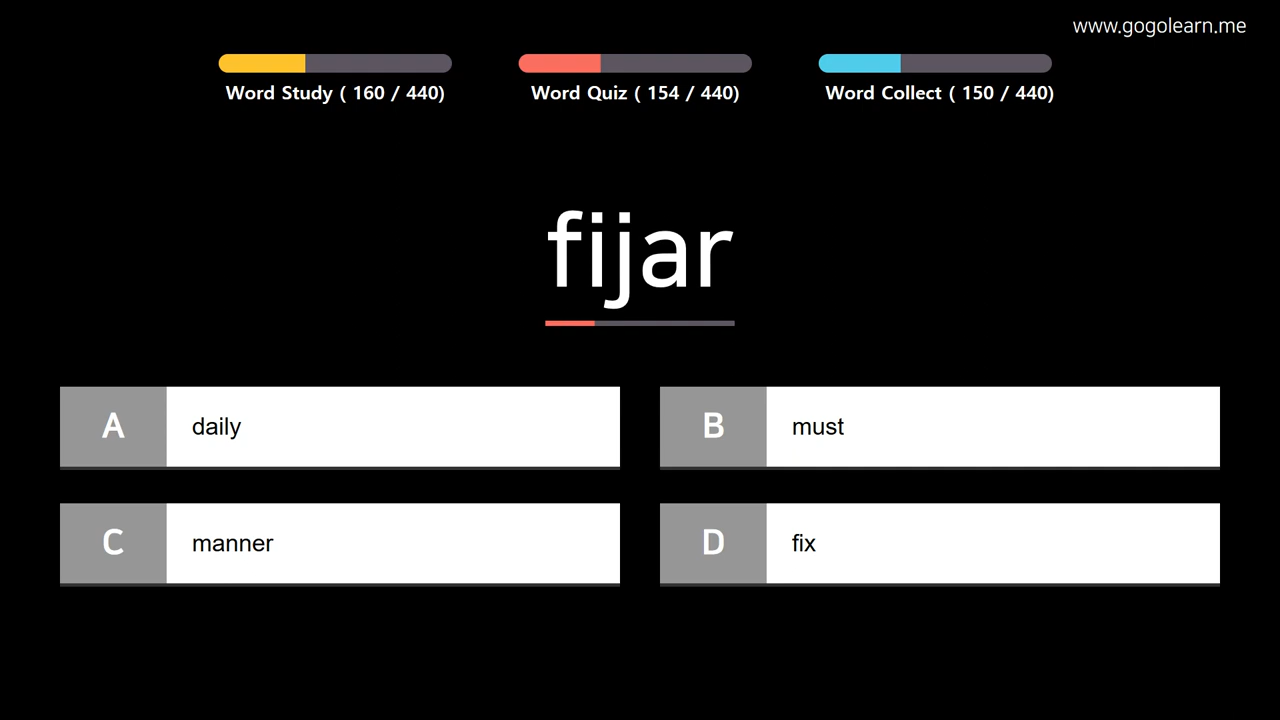 www.gogolearn.me
Word Study ( 160 / 440)
Word Quiz ( 154 / 440)
Word Collect ( 150 / 440)
fijar
A daily
B must
C manner
D fix